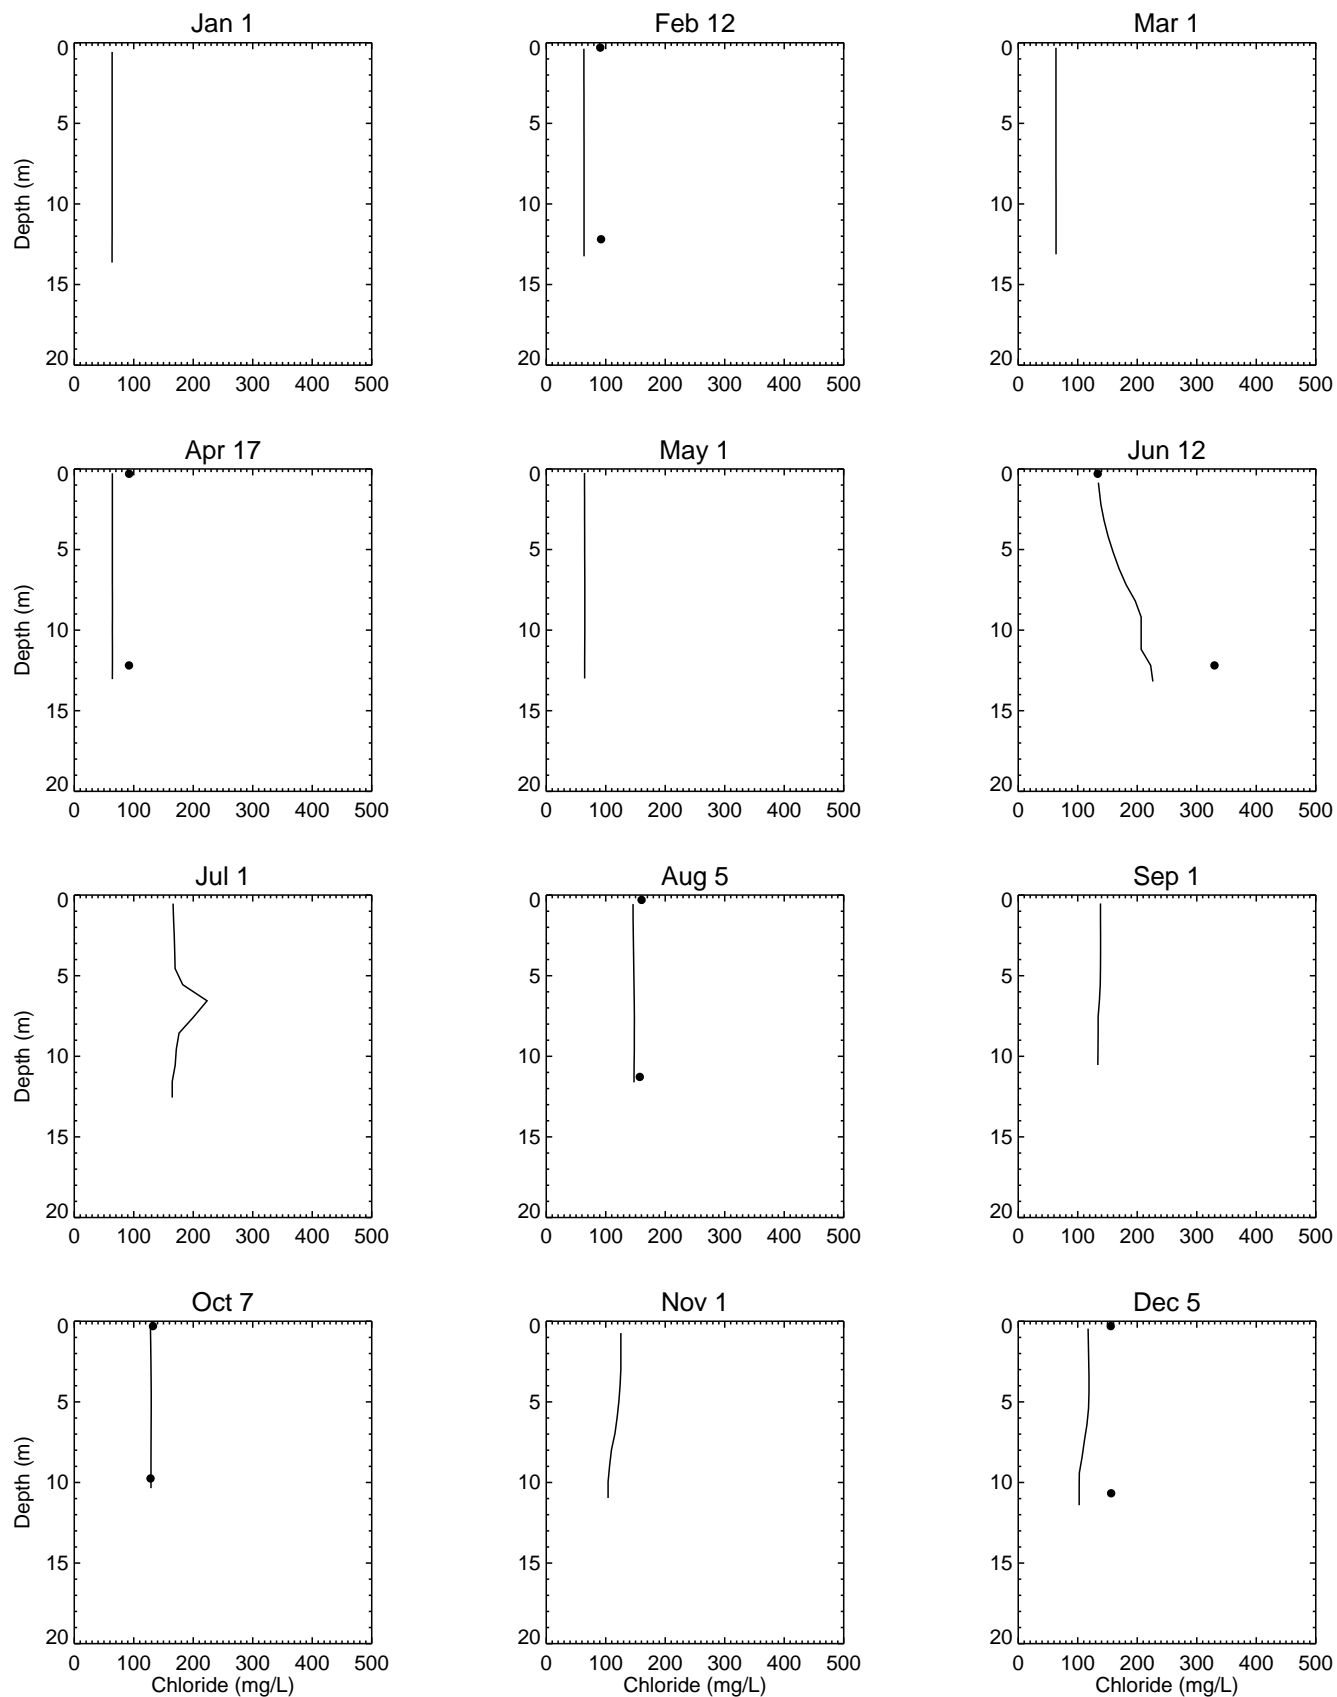 Jan 1 Feb 12 Mar 1
0 0 0
5 5 5
Depth (m)
10 10 10
15 15 15
20 20 20
0 100 200 300 400 500 0 100 200 300 400 500 0 100 200 300 400 500
Apr 17 May 1 Jun 12
0 0 0
5 5 5
Depth (m)
10 10 10
15 15 15
20 20 20
0 100 200 300 400 500 0 100 200 300 400 500 0 100 200 300 400 500
Jul 1 Aug 5 Sep 1
0 0 0
5 5 5
Depth (m)
10 10 10
15 15 15
20 20 20
0 100 200 300 400 500 0 100 200 300 400 500 0 100 200 300 400 500
Oct 7 Nov 1 Dec 5
0 0 0
5 5 5
Depth (m)
10 10 10
15 15 15
20 20 20
0 100 200 300 400 500 0 100 200 300 400 500 0 100 200 300 400 500
Chloride (mg/L) Chloride (mg/L) Chloride (mg/L)